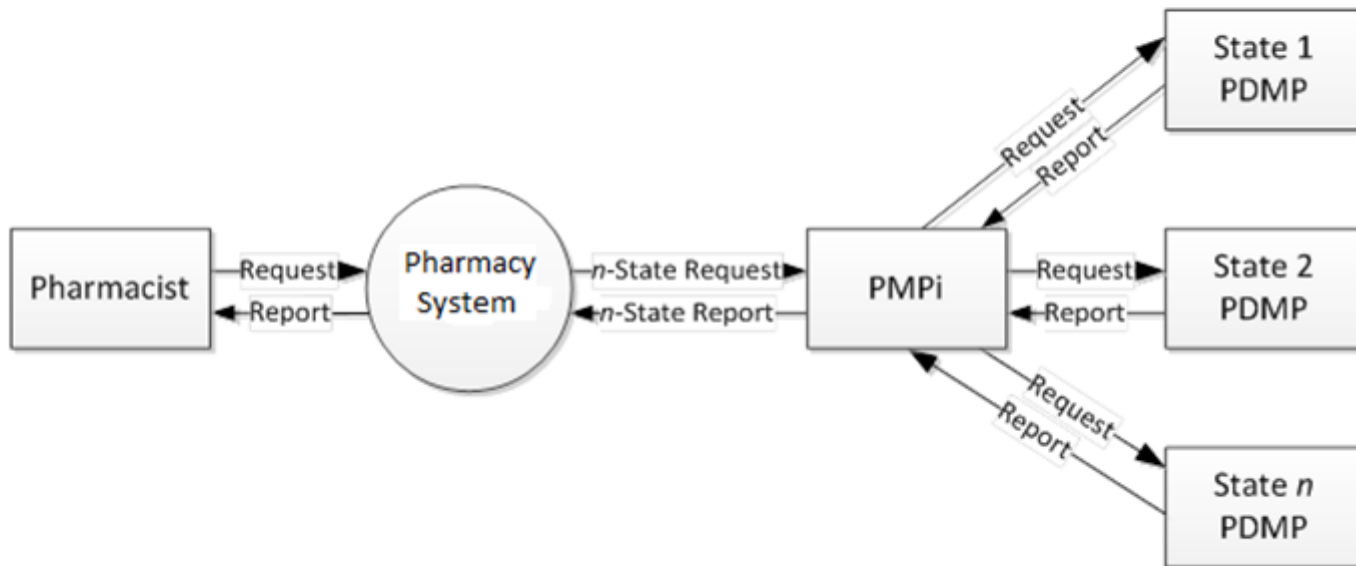 Pharmacist
Request
Report
Pharmacy
System
n-State Request
n-State Report
PMPi
Request
Report
State 1
PDMP
Request
Report
State 2
PDMP
Request
Report
State n
PDMP